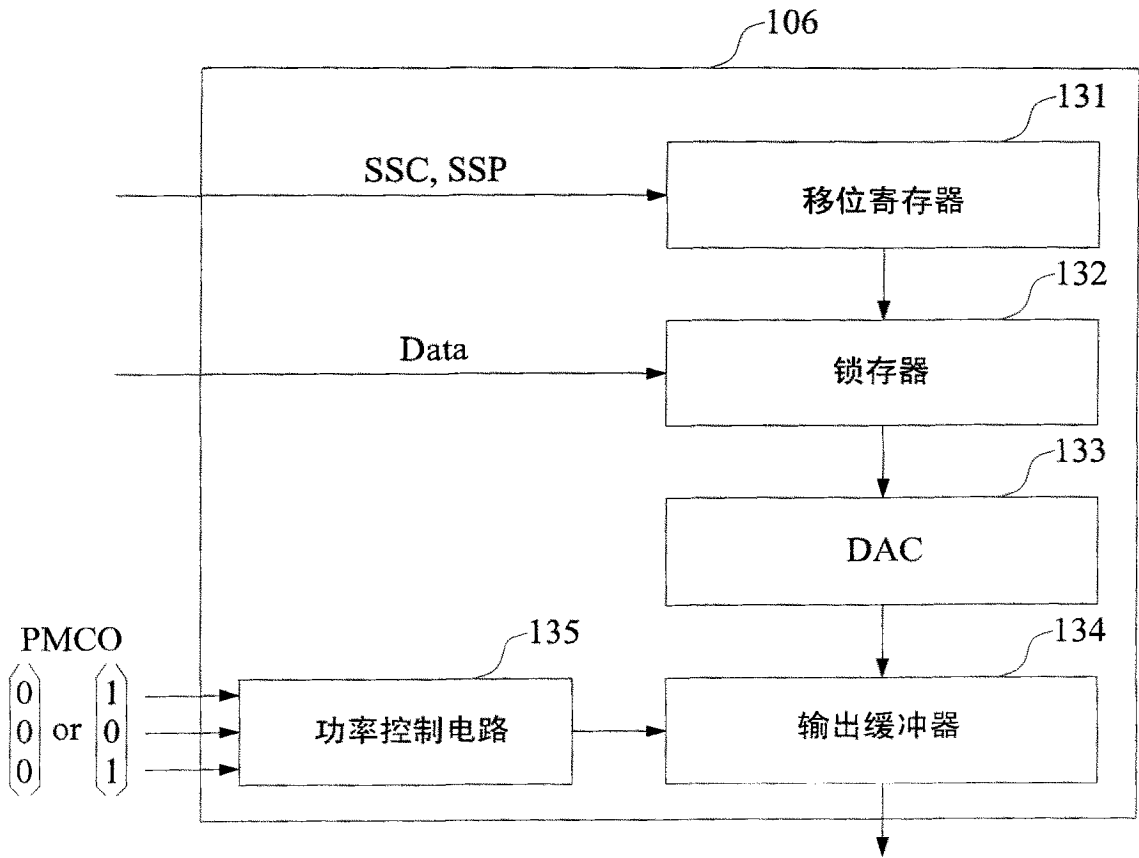 106
131
SSC, SSP
移位寄存器
132
Data
锁存器
133
DAC
PMCO
135
134
0 or 1
0 0
0 1
功率控制电路
输出缓冲器